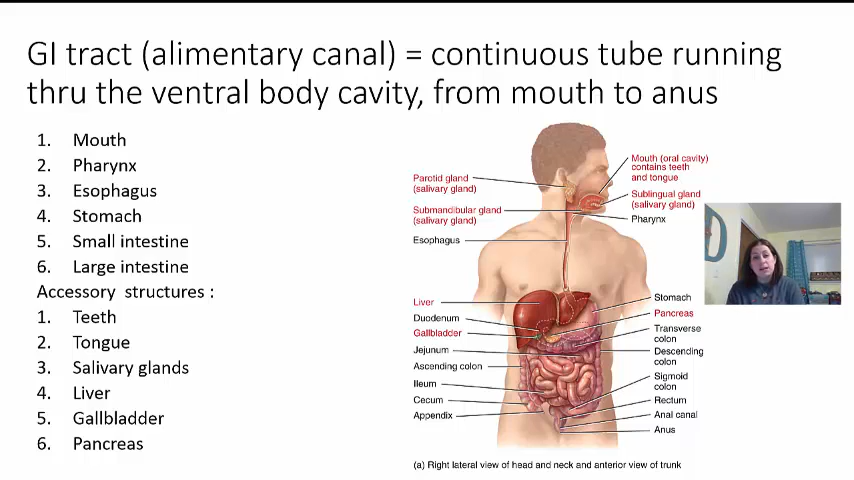 GI tract (alimentary canal) = continuous tube running
thru the ventral body cavity, from mouth to anus
1. Mouth
2. Pharynx
3. Esophagus
4. Stomach
5. Small intestine
6. Large intestine
Accessory structures :
1. Teeth
2. Tongue
3. Salivary glands
4. Liver
5. Gallbladder
6. Pancreas
Parotid gland
(salivary gland)
Submandibular gland
(salivary gland)
Esophagus
Liver
Duodenum
Gallbladder
Jejunum
Ascending colon
Ileum
Cecum
Appendix
Mouth (oral cavity)
contains teeth
and tongue
Sublingual gland
(salivary gland)
Pharynx
Stomach
Pancreas
Transverse
colon
Descending
colon
Sigmoid
colon
Rectum
Anal canal
Anus
(a) Right lateral view of head and neck and anterior view of trunk